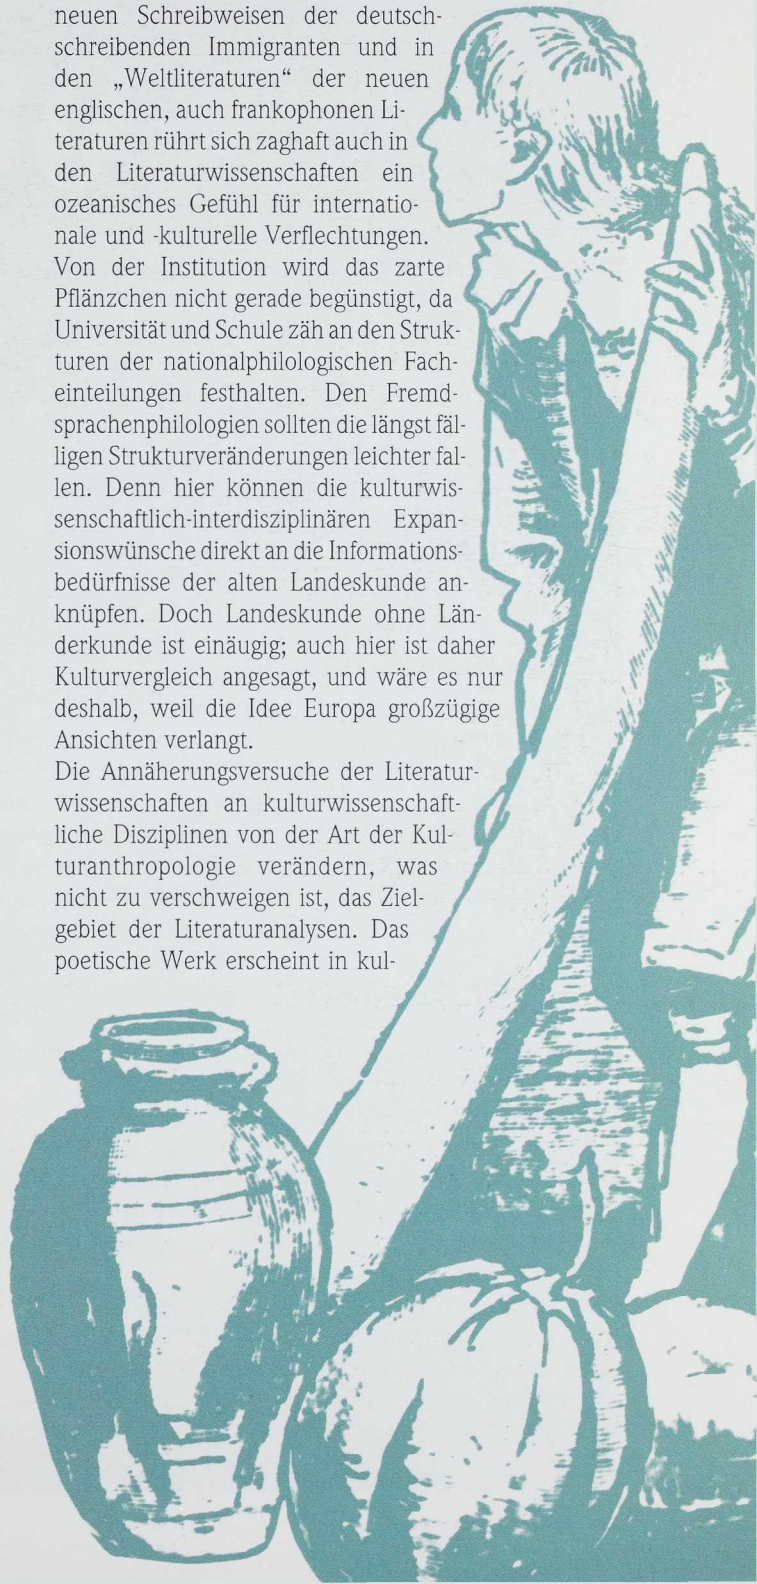 neuen Schreibweisen der deutsch-
schreibenden Immigranten und in
den „Weltliteraturen“ der neuen
englischen, auch frankophonen Li-
teraturen rührt sich zaghaft auch in
den Literaturwissenschaften ein
ozeanisches Gefühl für internatio-
nale und -kulturelle Verflechtungen.
Von der Institution wird das zarte
Pflänzchen nicht gerade begünstigt, da
Universität und Schule zäh an den Struk-
turen der nationalphilologischen Fach-
einteilungen festhalten. Den Fremd-
sprachenphilologien sollten die längst fäl-
ligen Strukturveränderungen leichter fal-
len. Denn hier können die kulturwis-
senschaftlich-interdisziplinären Expan-
sionswünsche direkt an die Informations-
bedürfnisse der alten Landeskunde an-
knüpfen. Doch Landeskunde ohne Län-
derkunde ist einäugig; auch hier ist daher
Kulturvergleich angesagt, und wäre es nur
deshalb, weil die Idee Europa großzügige
Ansichten verlangt.
Die Annäherungsversuche der Literatur-
wissenschaften an kulturwissenschaft-
liche Disziplinen von der Art der Kul-
turanthropologie verändern, was
nicht zu verschweigen ist, das Ziel-
gebiet der Literaturanalysen. Das
poetische Werk erscheint in kul-